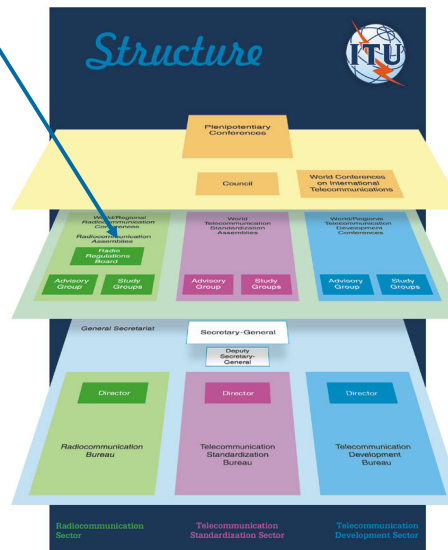 Structure
ITU
Plenipotentiary
Conferences
Council
World Conferences
on International
Telecommunications
World/Regional
Radiocommunication
Conferences
Radiocommunication
Assemblies
Radio
Regulations
Board
Advisory
Group
Study
Groups
World
Telecommunication
Standardization
Assemblies
Advisory
Group
Study
Groups
World/Regional
Telecommunication
Development
Conferences
Advisory
Group
Study
Groups
General Secretariat
Secretary-General
Deputy
Secretary-
General
Director
Radiocommunication
Bureau
Director
Telecommunication
Standardization
Bureau
Director
Telecommunication
Development
Bureau
Radiocommunication
Sector
Telecommunication
Standardization Sector
Telecommunication
Development Sector